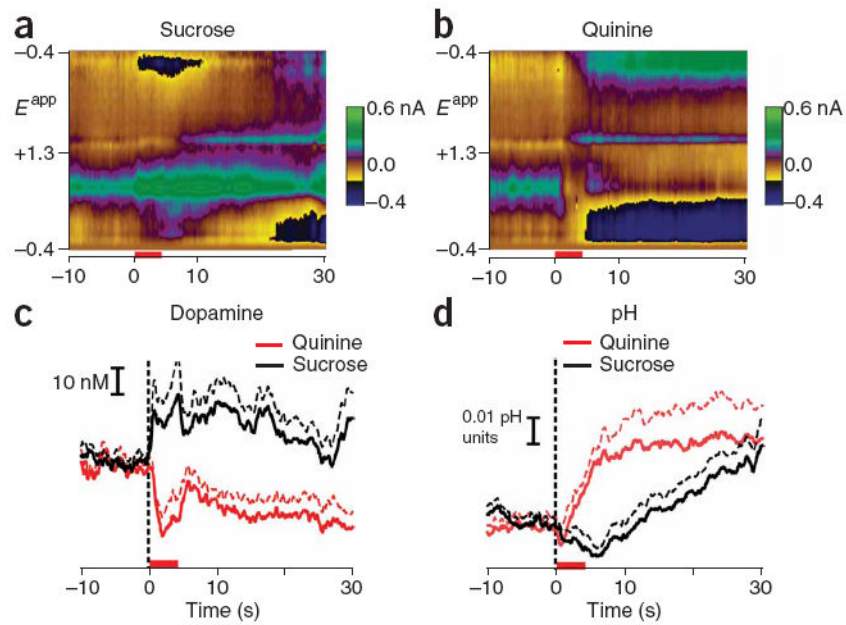 a
Sucrose
−0.4
E^app
+1.3
−0.4
−10
0
10
30
0.6 nA
0.0
−0.4
b
Quinine
−0.4
E^app
+1.3
−0.4
−10
0
10
30
0.6 nA
0.0
−0.4
c
Dopamine
Quinine
Sucrose
10 nM
−10
0
10
30
Time (s)
d
pH
Quinine
Sucrose
0.01 pH
units
−10
0
10
30
Time (s)